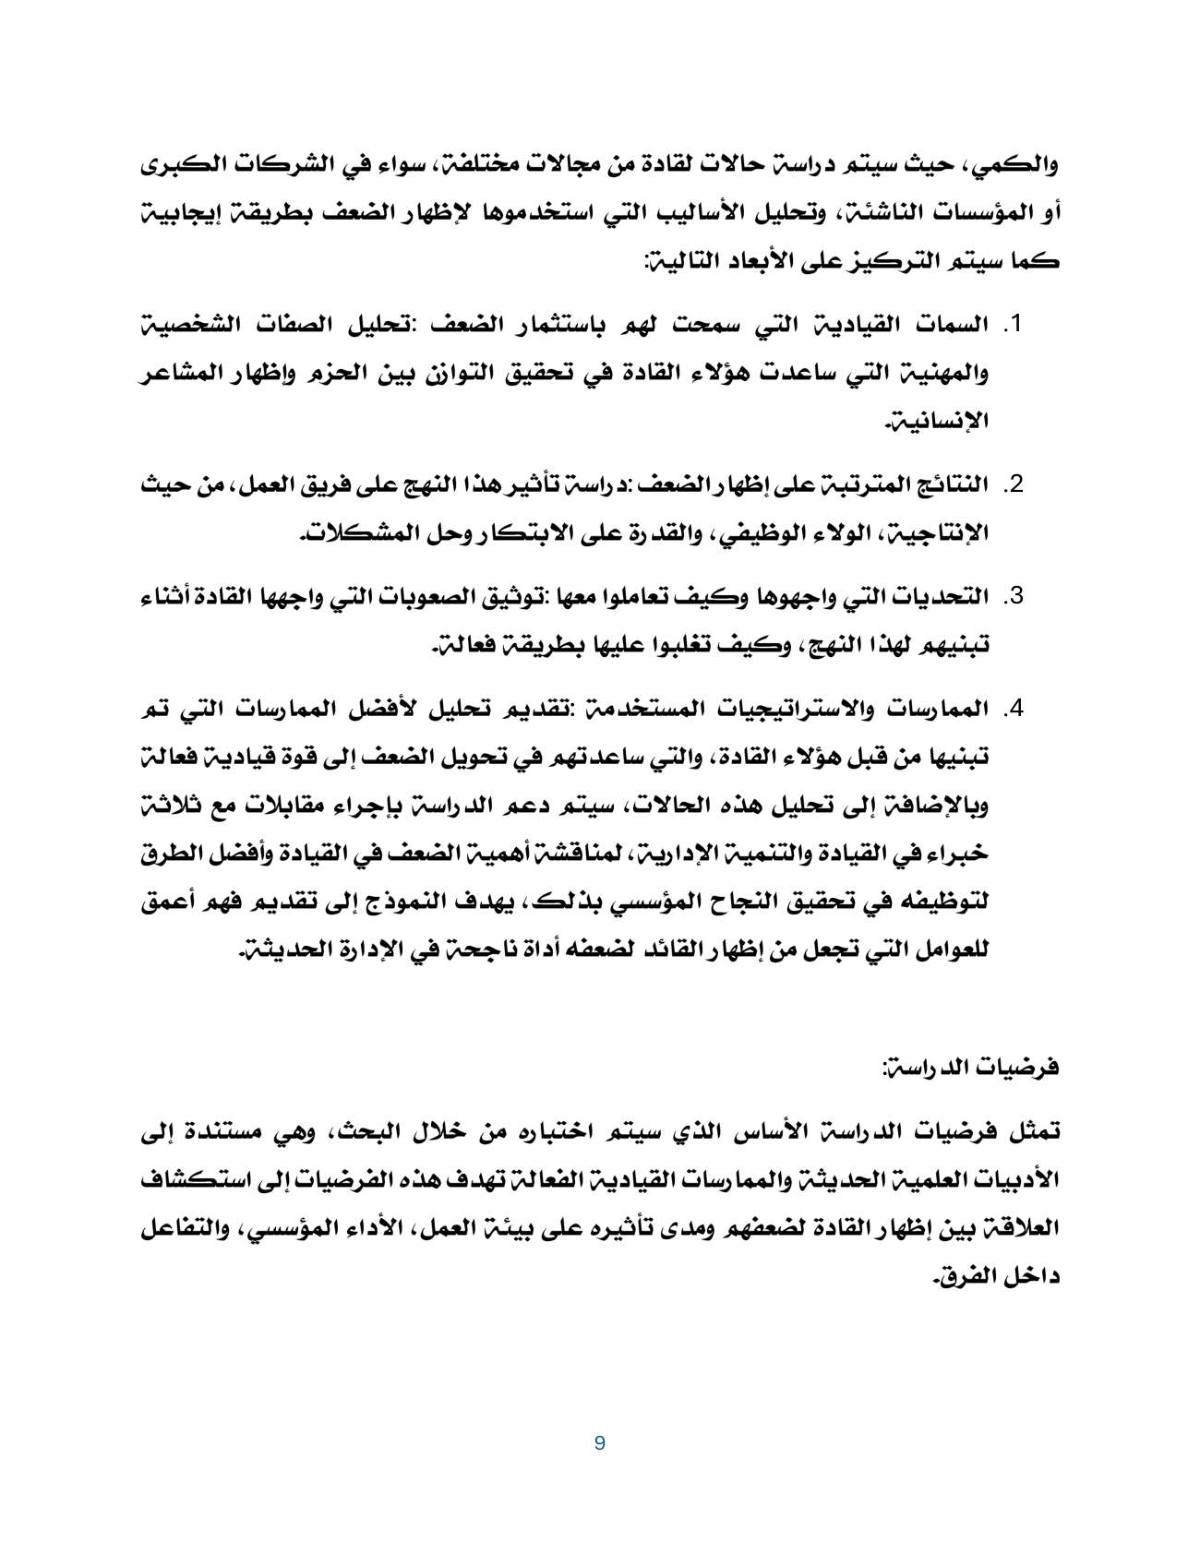 والكمي، حيث سيتم دراسة حالات لقادة من مجالات مختلفة، سواء في الشركات الكبرى
أو المؤسسات الناشئة، وتحليل الأساليب التي استخدموها لإظهار الضعف بطريقة إيجابية
كما سيتم التركيز على الأبعاد التالية:
1. السمات القيادية التي سمحت لهم باستثمار الضعف :تحليل الصفات الشخصية
والمهنية التي ساعدت هؤلاء القادة في تحقيق التوازن بين الحزم وإظهار المشاعر
الإنسانية.
2. النتائج المترتبة على إظهار الضعف :دراسة تأثير هذا النهج على فريق العمل، من حيث
الإنتاجية، الولاء الوظيفي، والقدرة على الابتكار وحل المشكلات.
3. التحديات التي واجهوها وكيف تعاملوا معها :توثيق الصعوبات التي واجهها القادة أثناء
تبنيهم لهذا النهج، وكيف تغلبوا عليها بطريقة فعالة.
4. الممارسات والاستراتيجيات المستخدمة :تقديم تحليل لأفضل الممارسات التي تم
تبنيها من قبل هؤلاء القادة، والتي ساعدتهم في تحويل الضعف إلى قوة قيادية فعالة
وبالإضافة إلى تحليل هذه الحالات، سيتم دعم الدراسة بإجراء مقابلات مع ثلاثة
خبراء في القيادة والتنمية الإدارية، لمناقشة أهمية الضعف في القيادة وأفضل الطرق
لتوظيفه في تحقيق النجاح المؤسسي بذلك، يهدف النموذج إلى تقديم فهم أعمق
للعوامل التي تجعل من إظهار القائد لضعفه أداة ناجحة في الإدارة الحديثة.
فرضيات الدراسة:
تمثل فرضيات الدراسة الأساس الذي سيتم اختباره من خلال البحث، وهي مستندة إلى
الأدبيات العلمية الحديثة والممارسات القيادية الفعالة تهدف هذه الفرضيات إلى استكشاف
العلاقة بين إظهار القادة لضعفهم ومدى تأثيره على بيئة العمل، الأداء المؤسسي، والتفاعل
داخل الفرق.
9